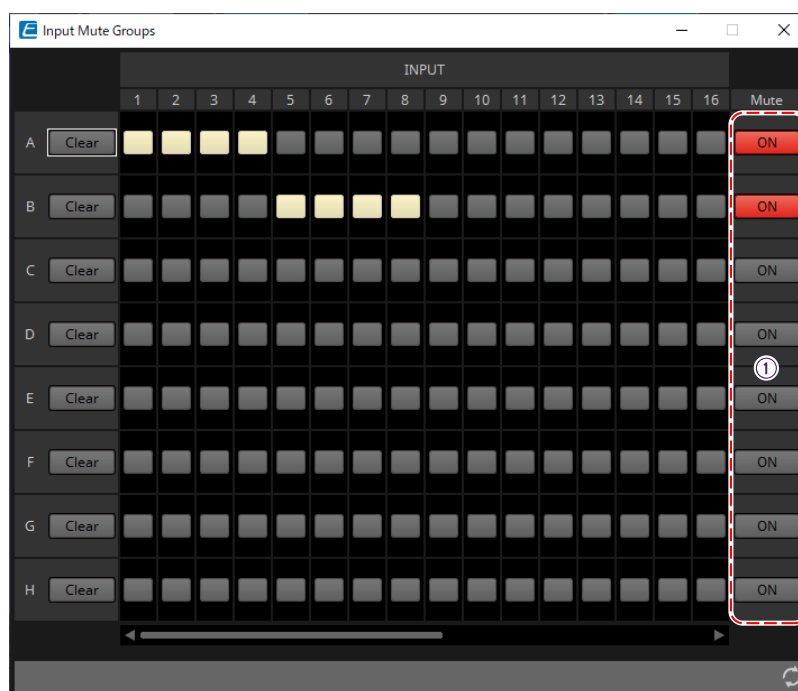 Input Mute Groups
INPUT
1 2 3 4 5 6 7 8 9 10 11 12 13 14 15 16 Mute
A Clear ON
B Clear ON
C Clear ON
D Clear ON
①
E Clear ON
F Clear ON
G Clear ON
H Clear ON